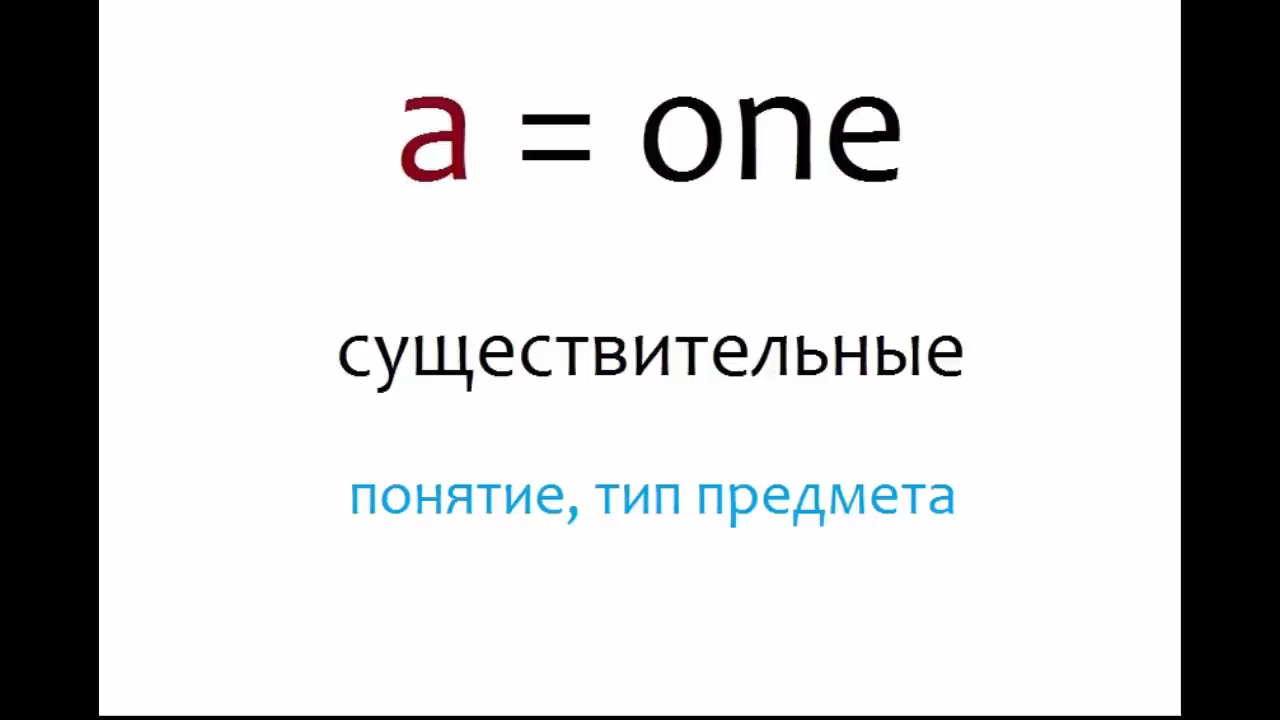 a = one
существительные
понятие, тип предмета